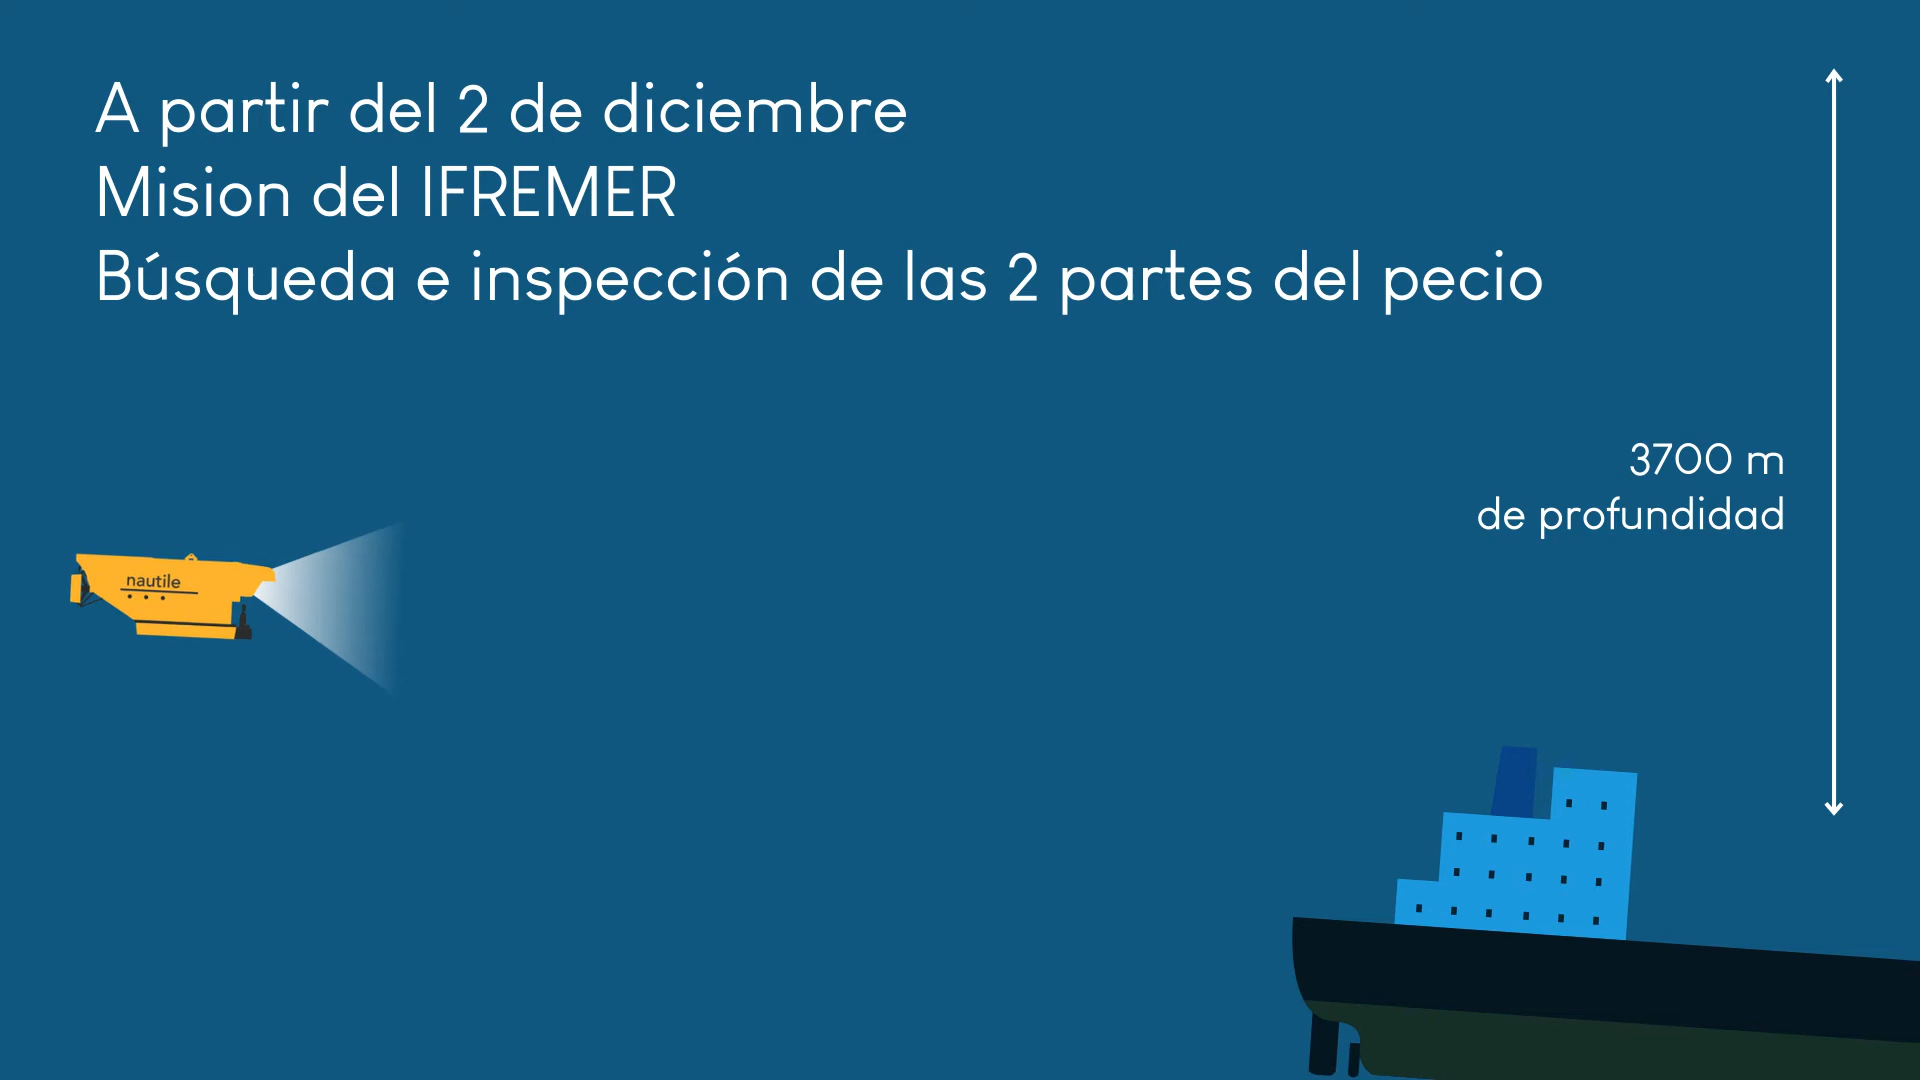 A partir del 2 de diciembre
Mision del IFREMER
Búsqueda e inspección de las 2 partes del pecio
3700 m
de profundidad
nautile